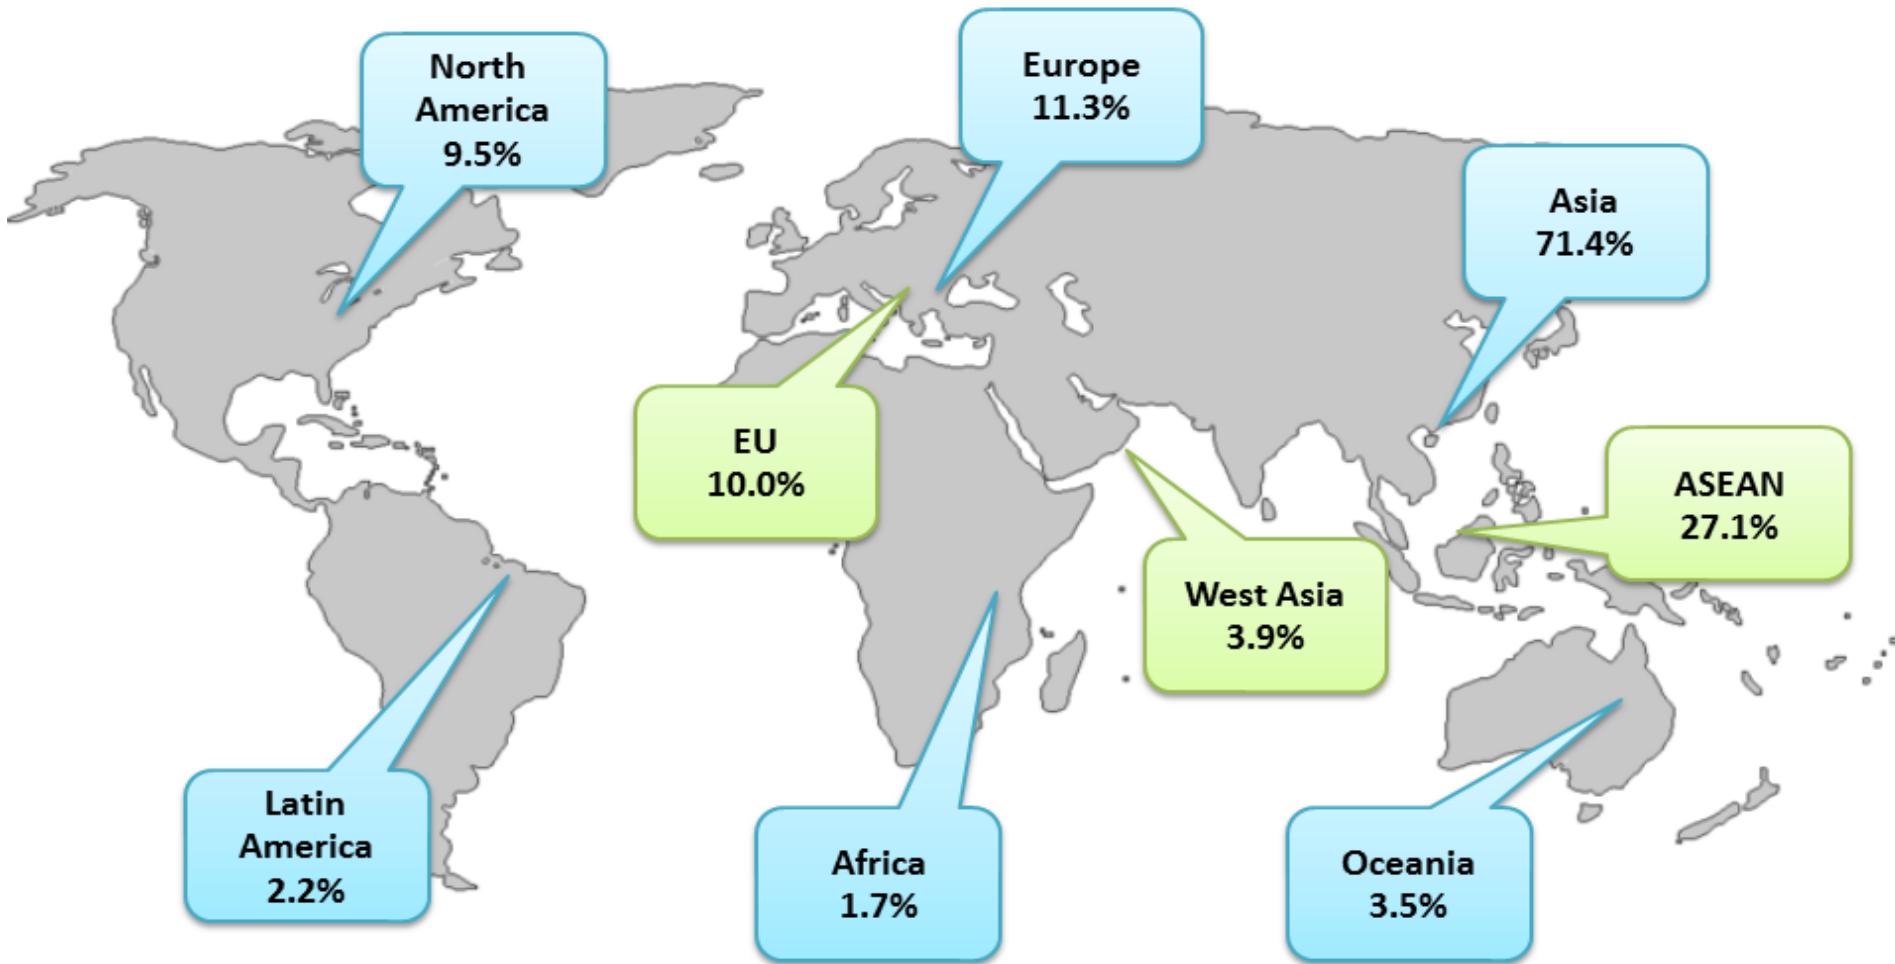 North
America
9.5%
Europe
11.3%
Asia
71.4%
EU
10.0%
ASEAN
27.1%
West Asia
3.9%
Latin
America
2.2%
Africa
1.7%
Oceania
3.5%